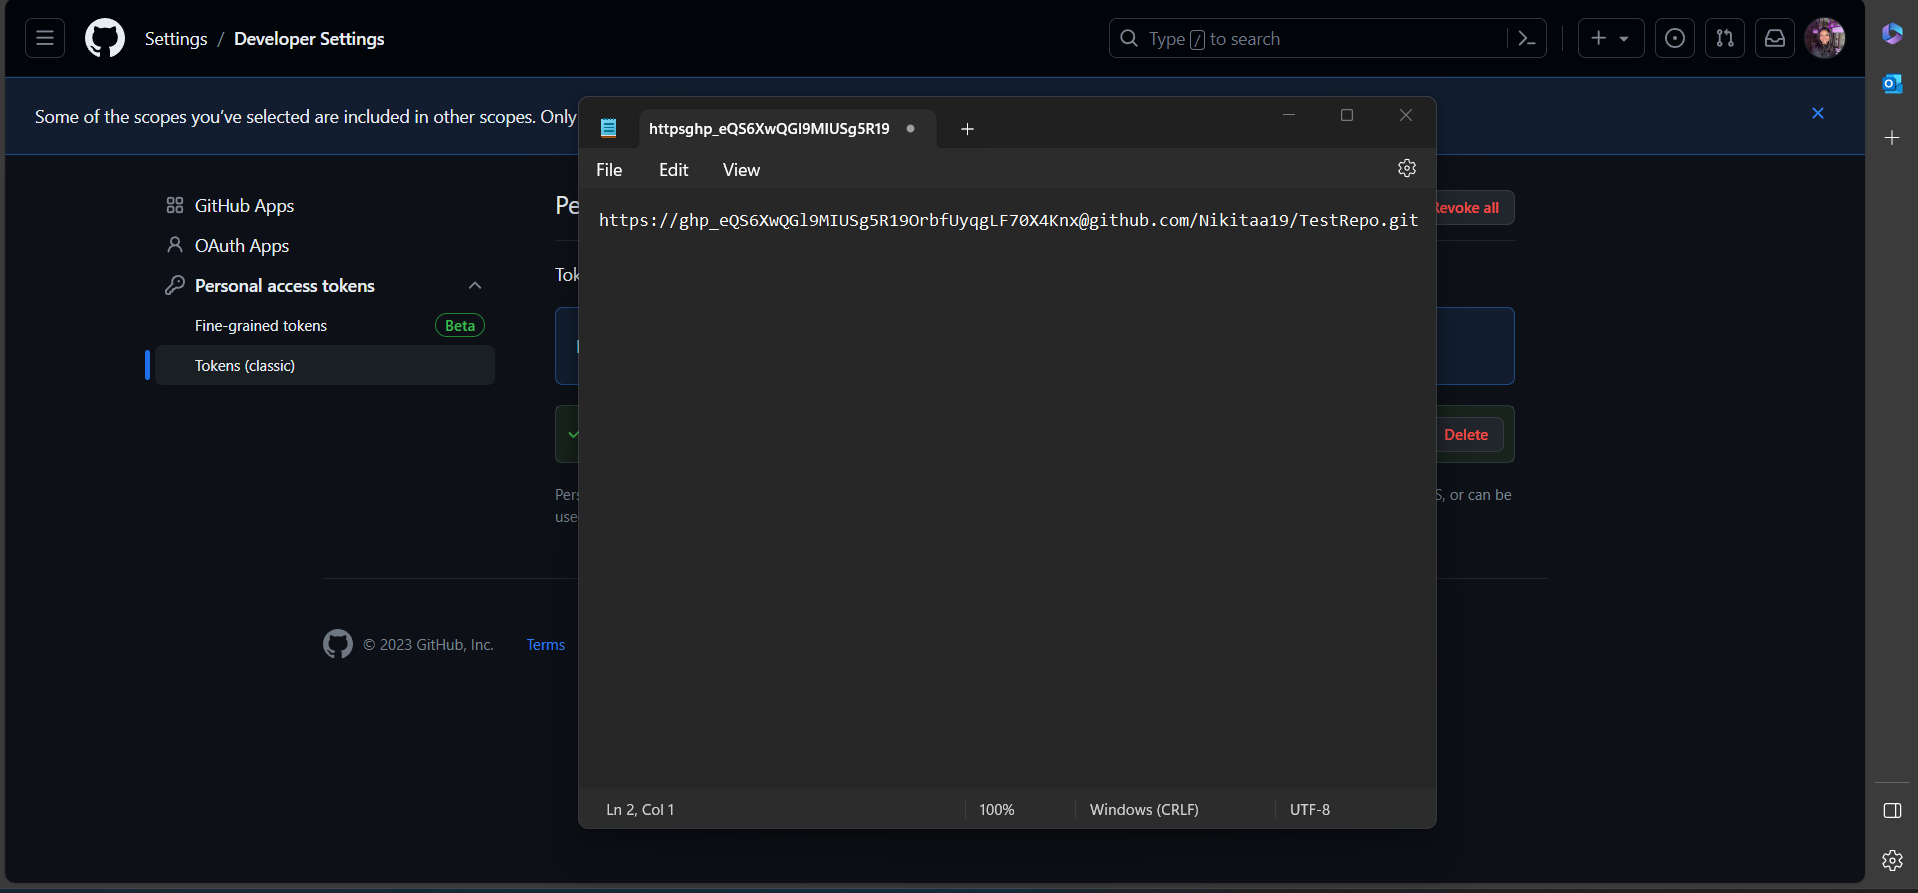 Settings / Developer Settings
Type / to search
Some of the scopes you've selected are included in other scopes. Only
httpsghp_eQS6XwQGl9MIUSg5R19
File Edit View
https://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@github.com/Nikitaa19/TestRepo.git
GitHub Apps
OAuth Apps
Personal access tokens
Fine-grained tokens Beta
Tokens (classic)
Revoke all
Delete
S, or can be
© 2023 GitHub, Inc. Terms
Ln 2, Col 1 100% Windows (CRLF) UTF-8